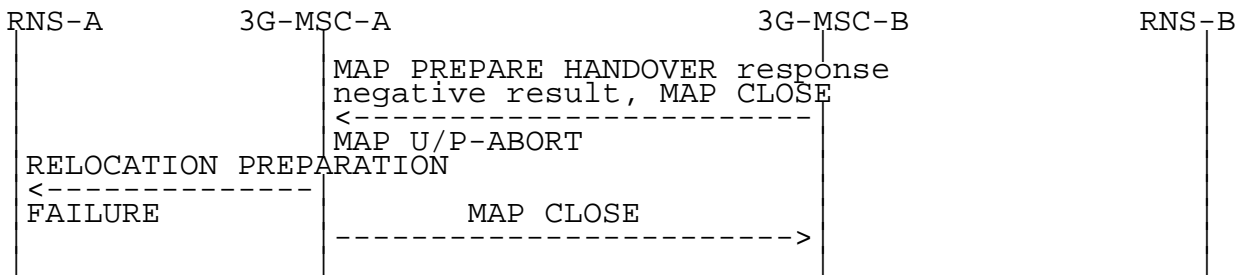 RNS-A 3G-MSC-A 3G-MSC-B RNS-B
MAP PREPARE HANDOVER response
negative result, MAP CLOSE
MAP U/P-ABORT
RELOCATION PREPARATION
FAILURE MAP CLOSE